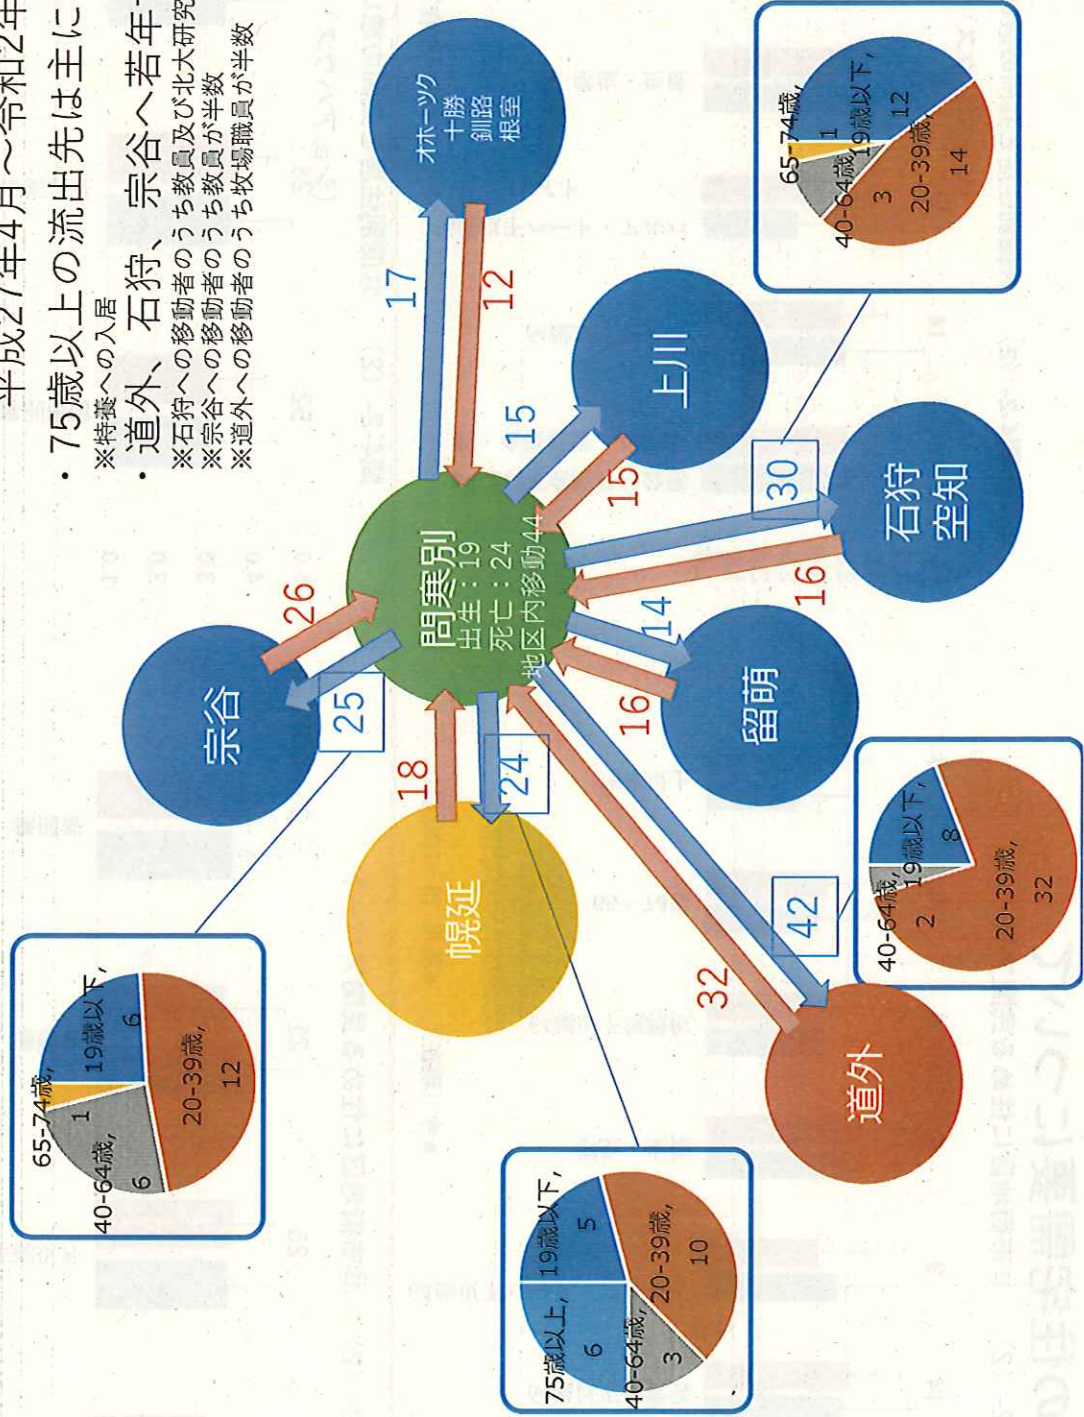 平成27年4月～令和2年
・75歳以上の流出先は主に
※特養への入居
・道外、石狩、宗谷へ若年
※石狩への移動者のうち教員及び北大研究
※宗谷への移動者のうち教員が半数
※道外への移動者のうち牧場職員が半数
オホーツク
十勝
釧路
根室
17
12
上川
15
15
石狩
空知
30
16
留萌
14
16
道外
42
32
幌延
18
24
宗谷
26
25
問寒別
出生：19
死亡：24
地区内移動44
65-74歳,
1
19歳以下,
6
40-64歳,
6
20-39歳,
12
75歳以上,
6
19歳以下,
5
40-64歳,
3
20-39歳,
10
40-64歳,
2
19歳以下,
8
20-39歳,
32
65-74歳,
1
19歳以下,
12
40-64歳,
3
20-39歳,
14